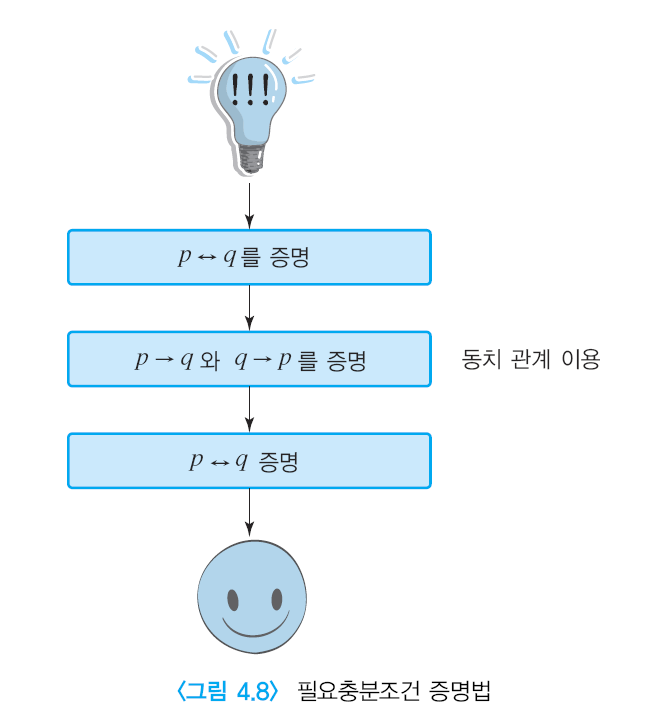 !!!
p ↔ q 를 증명
p → q 와 q → p 를 증명 동치 관계 이용
p ↔ q 증명
<그림 4.8> 필요충분조건 증명법